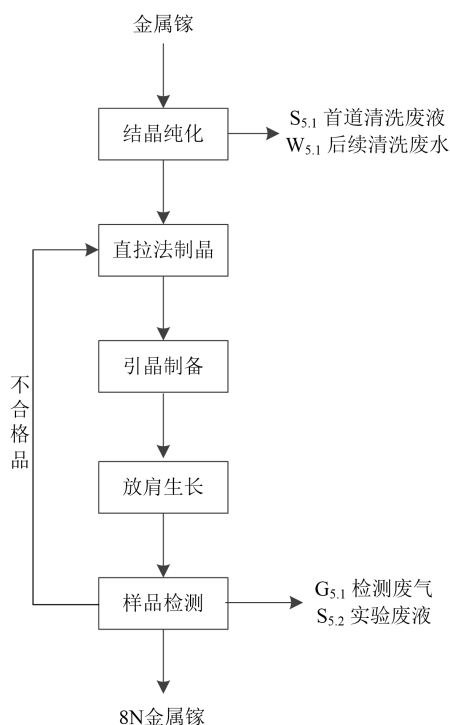 金属镓
结晶纯化
S5.1 首道清洗废液
W5.1 后续清洗废水
直拉法制晶
引晶制备
不合格品
放肩生长
样品检测
G5.1 检测废气
S5.2 实验废液
8N金属镓